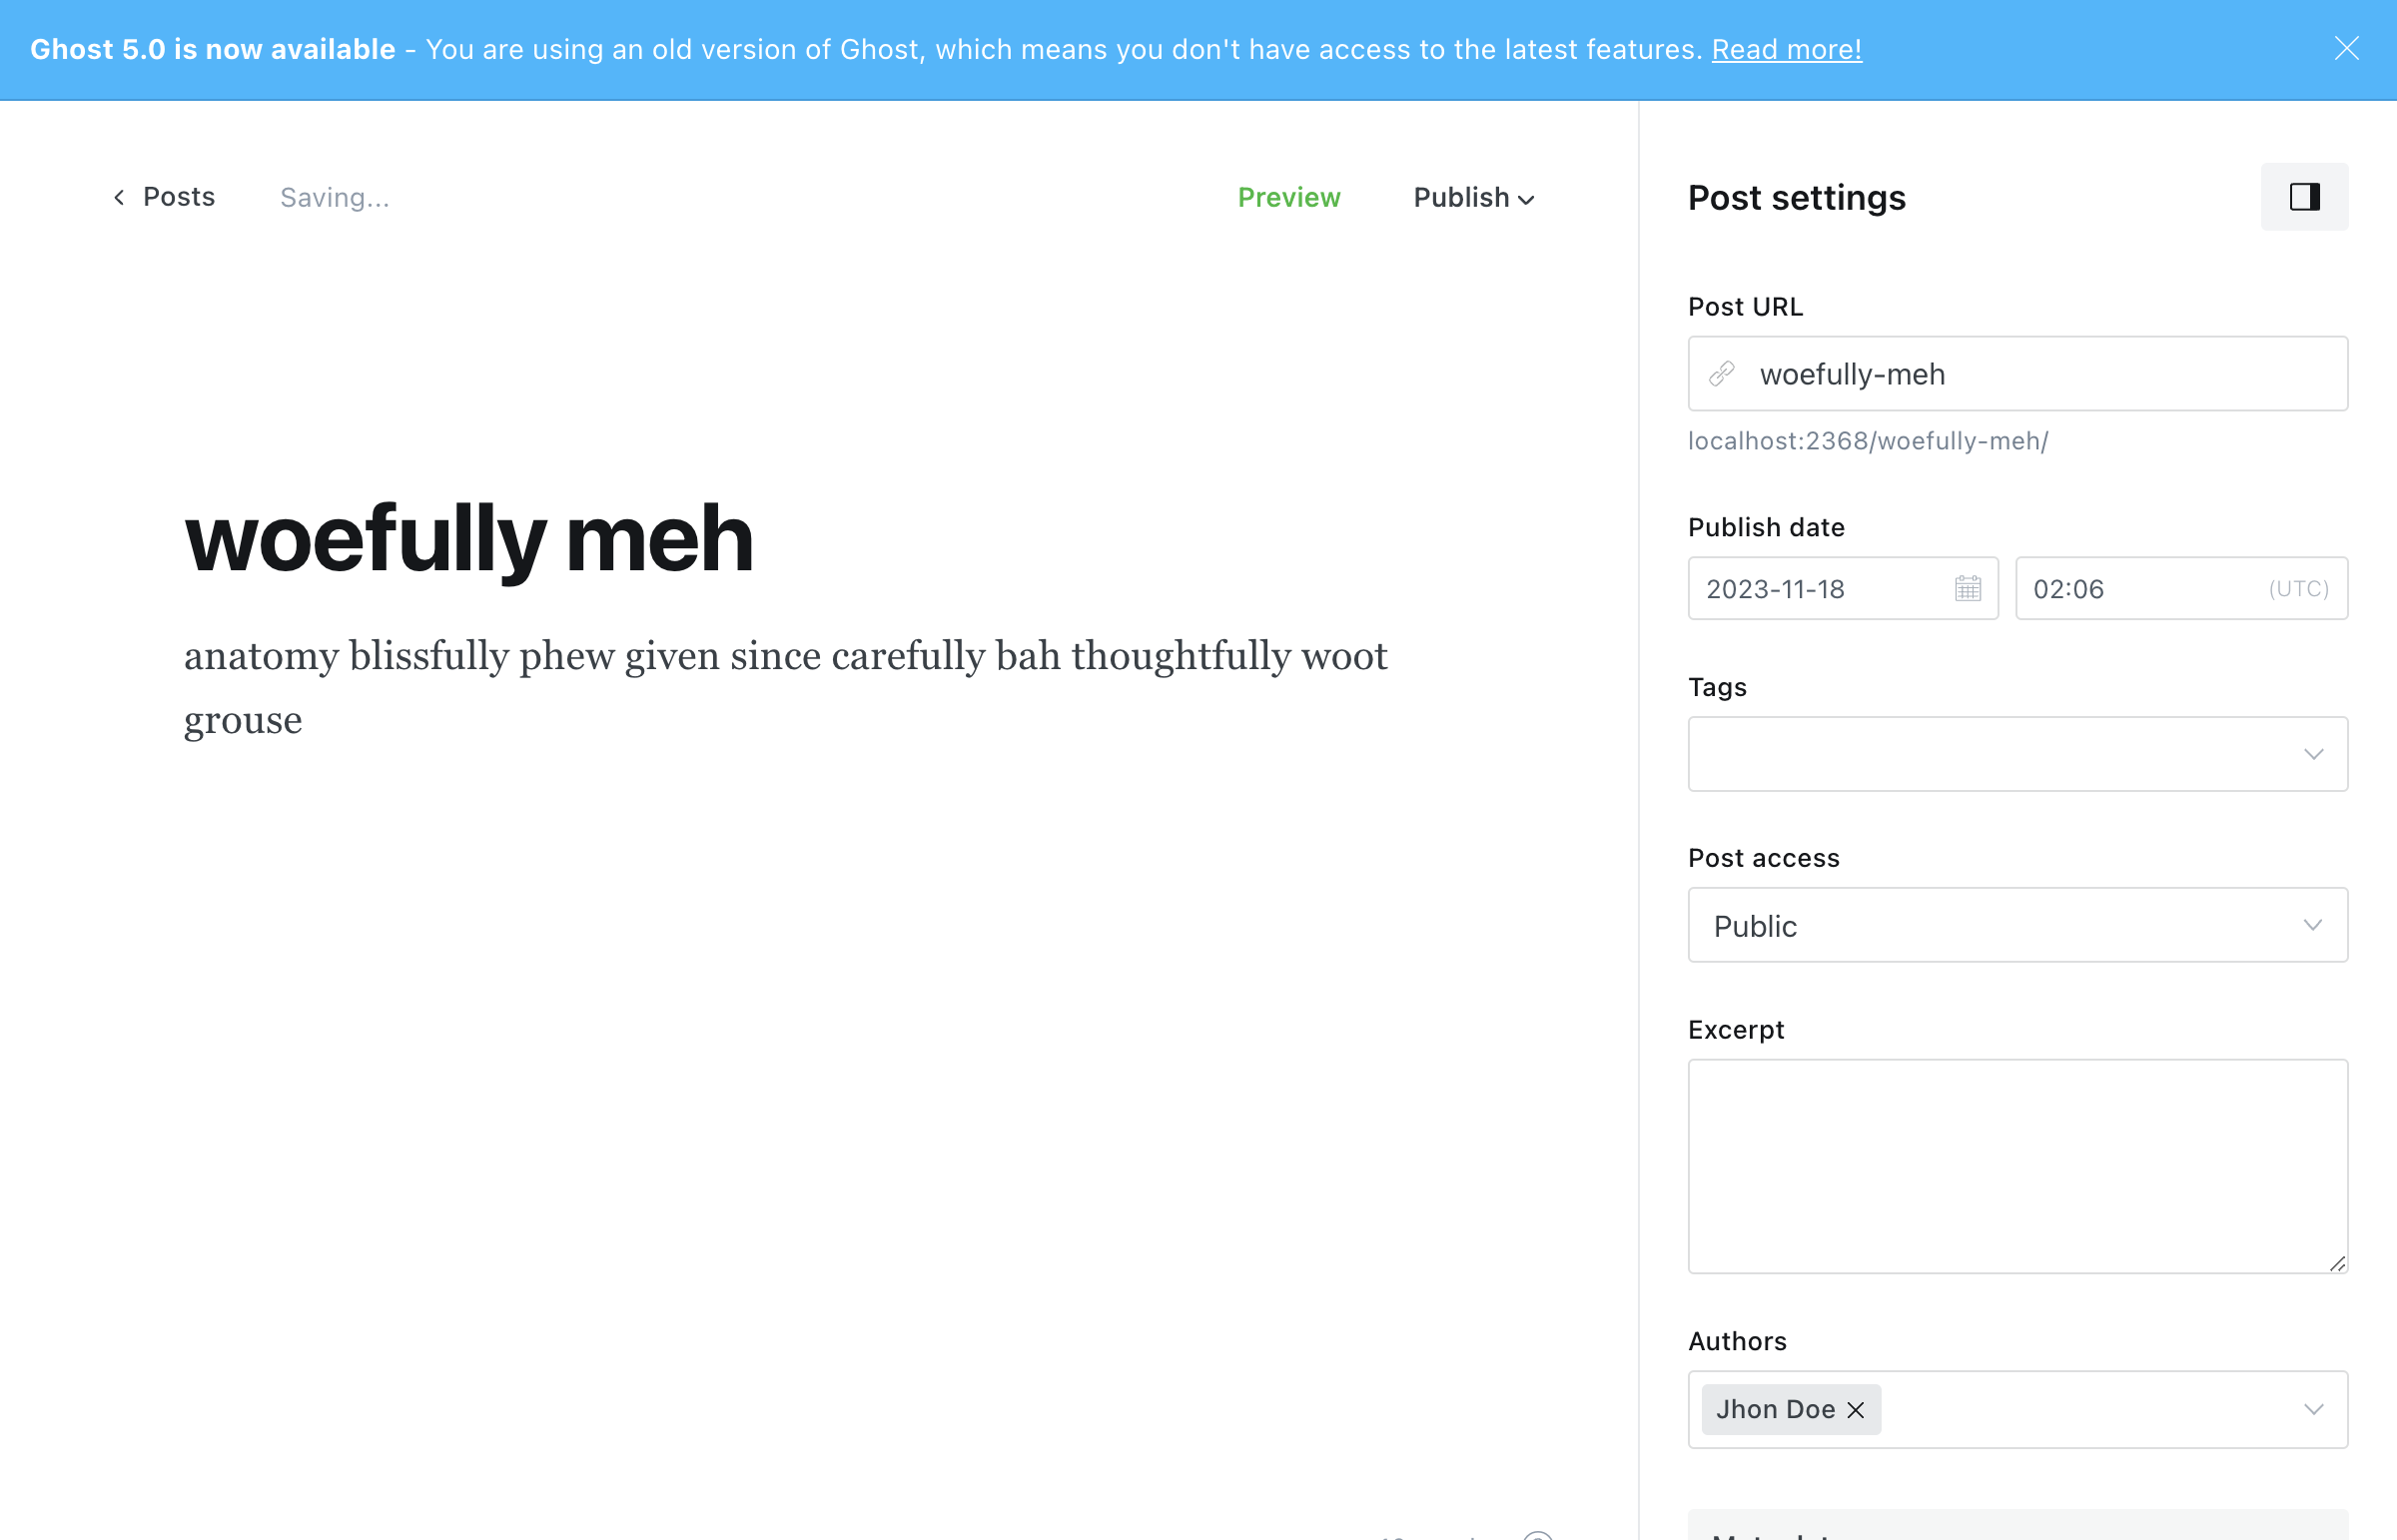 Ghost 5.0 is now available - You are using an old version of Ghost, which means you don't have access to the latest features. Read more!
Posts
Saving...
Preview
Publish
Post settings
Post URL
woefully-meh
localhost:2368/woefully-meh/
Publish date
2023-11-18
02:06
(UTC)
woefully meh
anatomy blissfully phew given since carefully bah thoughtfully woot
grouse
Tags
Post access
Public
Excerpt
Authors
Jhon Doe